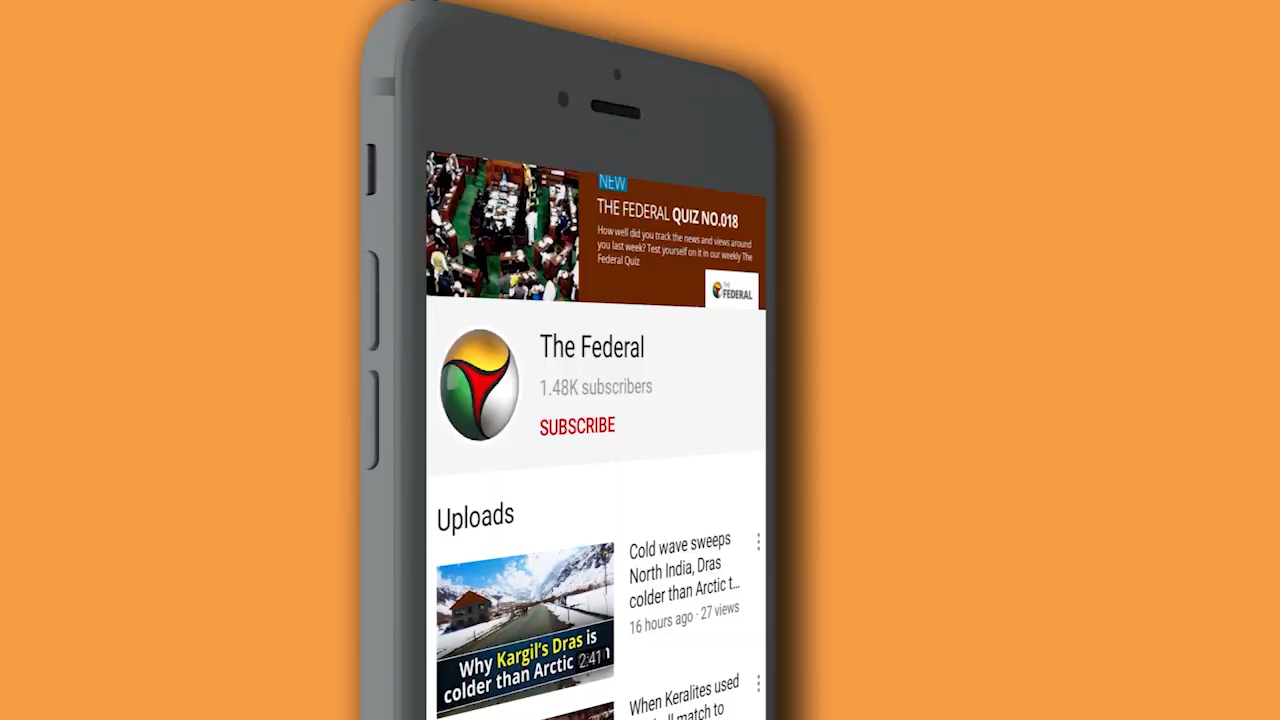 NEW
THE FEDERAL QUIZ NO.018
How well did you track the news and views around
you last week? Test yourself on it in our weekly The
Federal Quiz
THE
FEDERAL
The Federal
1.48K subscribers
SUBSCRIBE
Uploads
Cold wave sweeps
North India, Dras
colder than Arctic t...
16 hours ago · 27 views
Why Kargil's Dras is
colder than Arctic
2:41
When Keralites used
match to